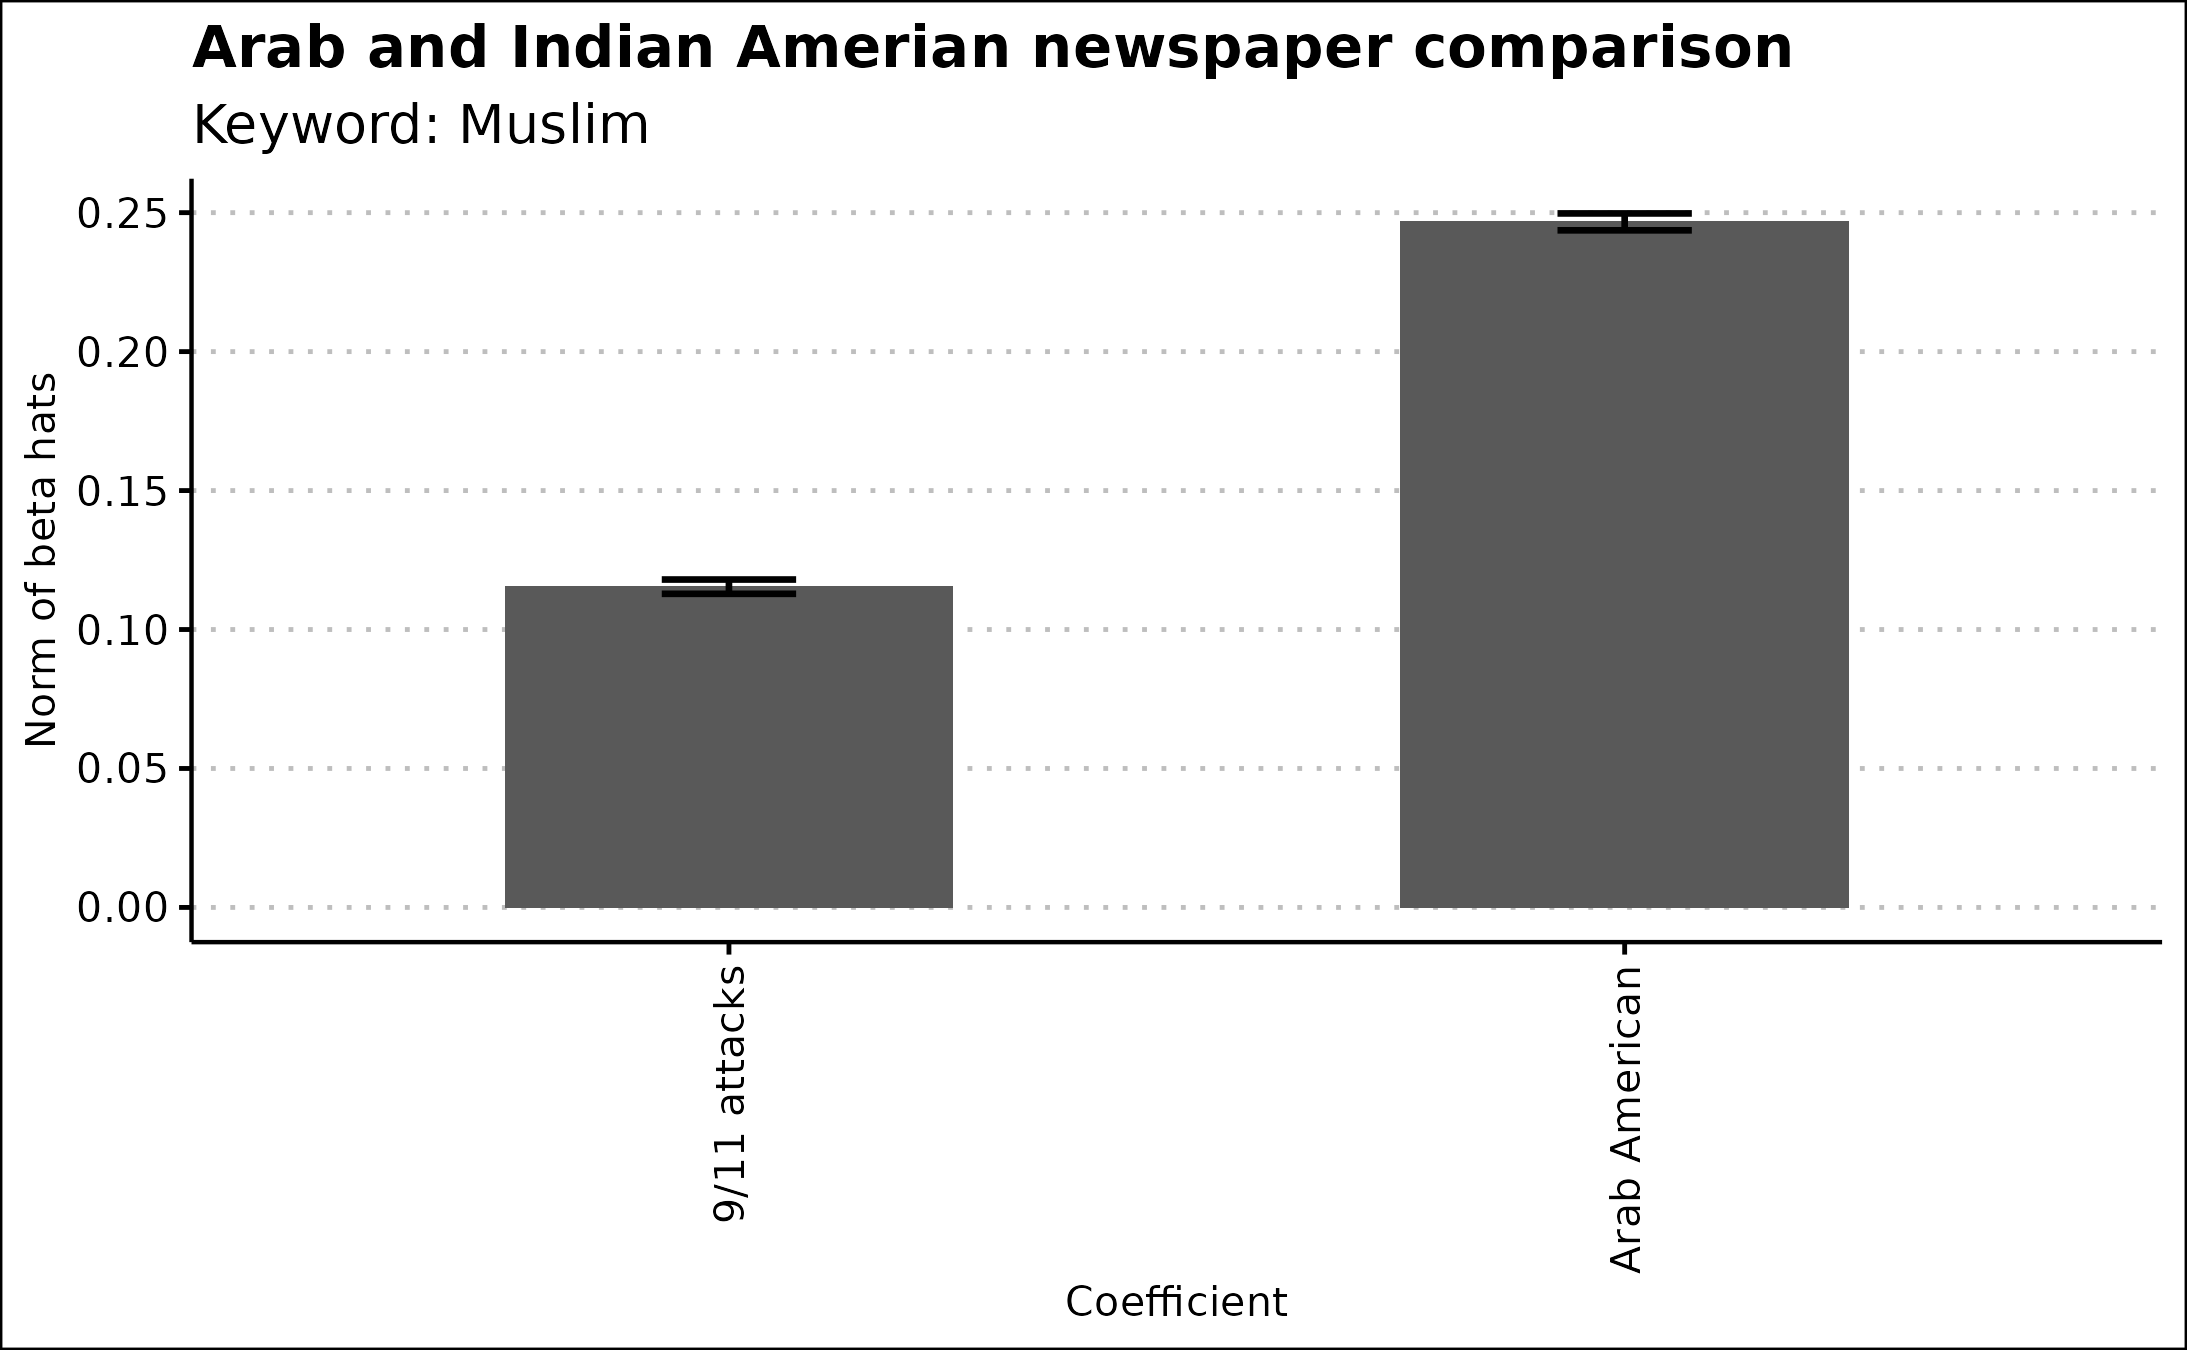 Arab and Indian Amerian newspaper comparison
Keyword: Muslim
Norm of beta hats
0.25
0.20
0.15
0.10
0.05
0.00
9/11 attacks
Arab American
Coefficient